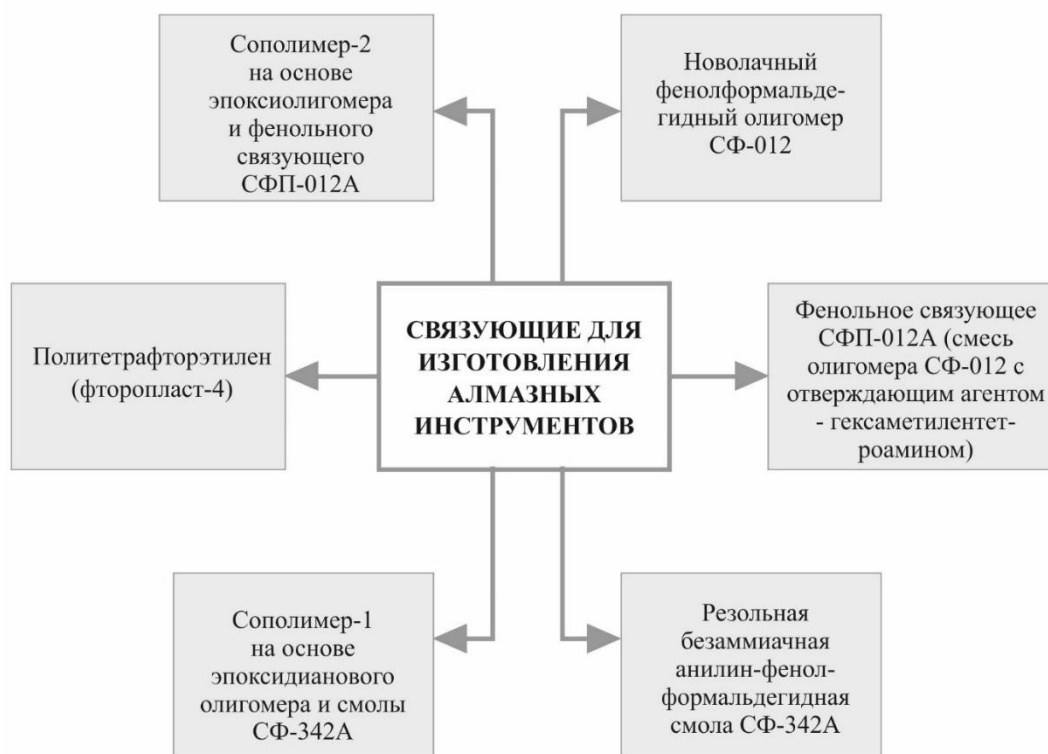 Сополимер-2
на основе
эпоксиолигомера
и фенольного
связующего
СФП-012А
Новолачный
фенолформальде-
гидный олигомер
СФ-012
Политетрафторэтилен
(фторопласт-4)
СВЯЗУЮЩИЕ ДЛЯ
ИЗГОТОВЛЕНИЯ
АЛМАЗНЫХ
ИНСТРУМЕНТОВ
Фенольное связующее
СФП-012А (смесь
олигомера СФ-012 с
отверждающим агентом
- гексаметилентет-
роамином)
Сополимер-1
на основе
эпоксидианового
олигомера и смолы
СФ-342А
Резольная
безаммиачная
анилин-фенол-
формальдегидная
смола СФ-342А